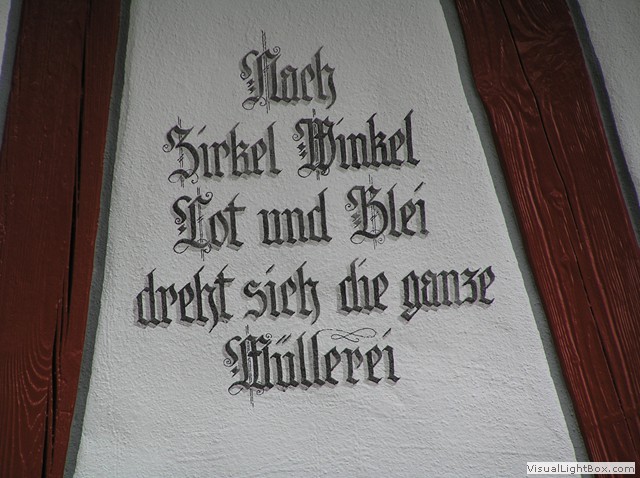 Nach
Zirkel Winkel
Lot und Blei
dreht sich die ganze
Müllerei
VisualLightBox.com